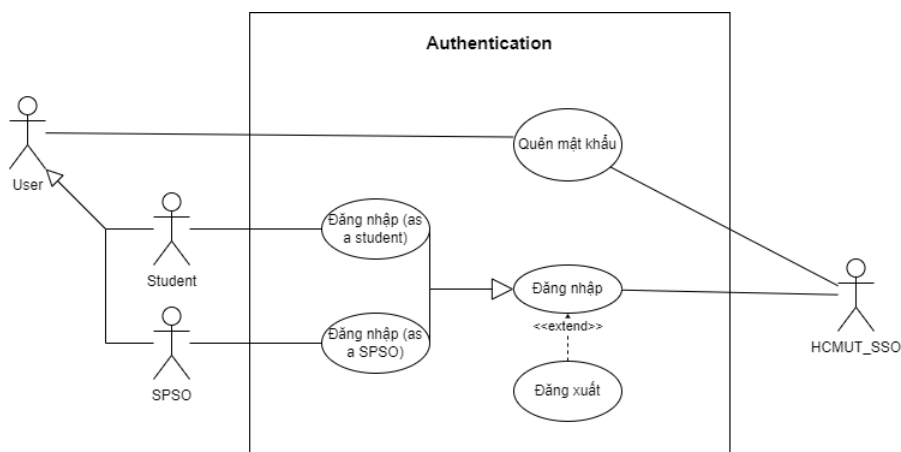 Authentication
Quên mật khẩu
User
Đăng nhập (as
a student)
Student
Đăng nhập
<<extend>>
HCMUT_SSO
Đăng nhập (as
a SPSO)
SPSO
Đăng xuất